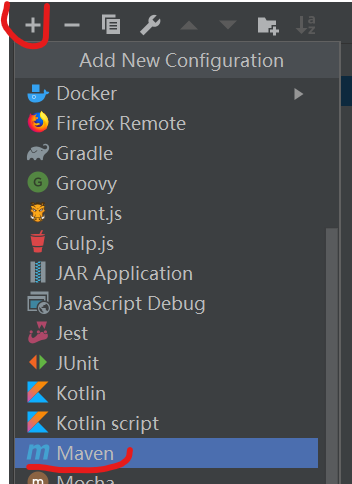 Add New Configuration
Docker
Firefox Remote
Gradle
Groovy
Grunt.js
Gulp.js
JAR Application
JavaScript Debug
Jest
JUnit
Kotlin
Kotlin script
Maven
Mocha